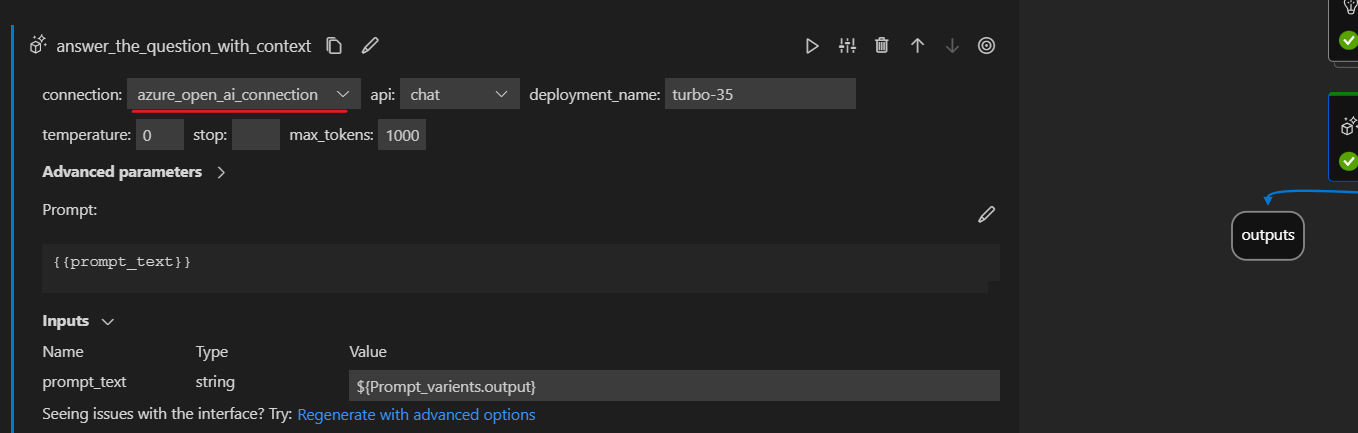 answer_the_question_with_context
connection: azure_open_ai_connection api: chat deployment_name: turbo-35
temperature: 0 stop: max_tokens: 1000
Advanced parameters
Prompt:
{{prompt_text}}
Inputs
Name Type Value
prompt_text string ${Prompt_varients.output}
Seeing issues with the interface? Try: Regenerate with advanced options
outputs